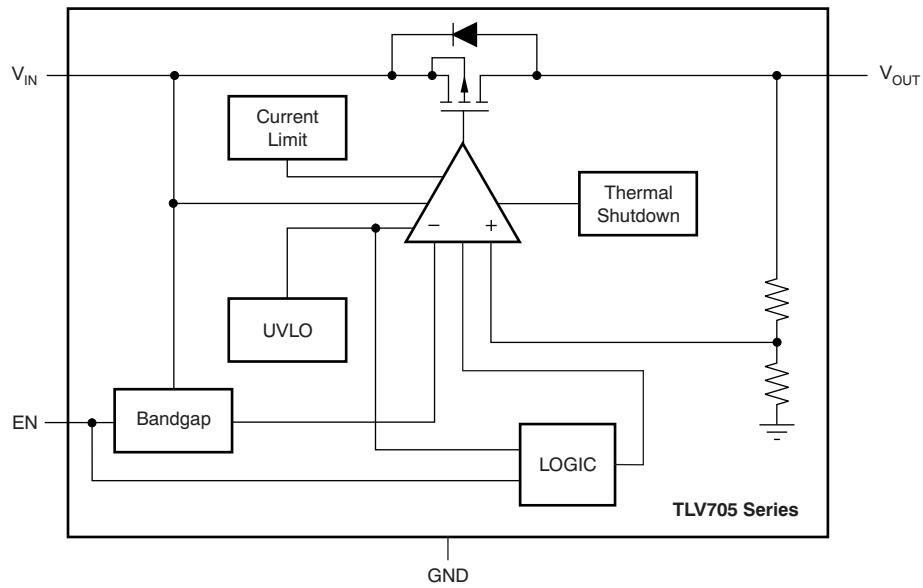 V_IN
V_OUT
Current
Limit
Thermal
Shutdown
− +
UVLO
EN
Bandgap
LOGIC
TLV705 Series
GND